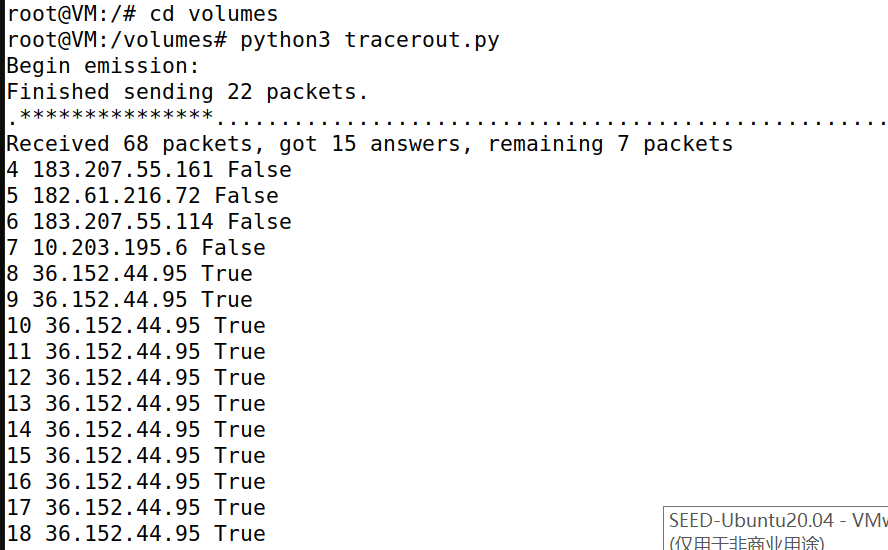 root@VM:/# cd volumes
root@VM:/volumes# python3 tracerout.py
Begin emission:
Finished sending 22 packets.
.***************....................................................
Received 68 packets, got 15 answers, remaining 7 packets
4 183.207.55.161 False
5 182.61.216.72 False
6 183.207.55.114 False
7 10.203.195.6 False
8 36.152.44.95 True
9 36.152.44.95 True
10 36.152.44.95 True
11 36.152.44.95 True
12 36.152.44.95 True
13 36.152.44.95 True
14 36.152.44.95 True
15 36.152.44.95 True
16 36.152.44.95 True
17 36.152.44.95 True
18 36.152.44.95 True
SEED-Ubuntu20.04 - VMw
(仅用于非商业用途)